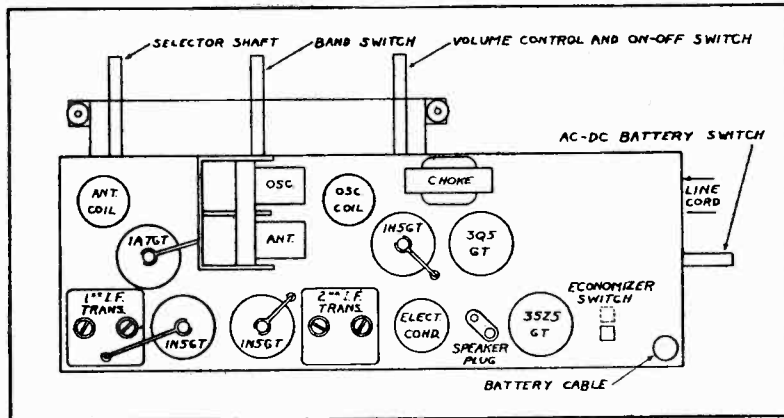 SELECTOR SHAFT
BAND SWITCH
VOLUME CONTROL AND ON-OFF SWITCH
AC-DC BATTERY SWITCH
ANT.
COIL
OSC.
OSC
COIL
CHOKE
LINE
CORD
1A7GT
ANT.
1N5GT
3Q5
GT
1ST I.F.
TRANS.
2ND I.F.
TRANS.
ECONOMIZER
SWITCH
1N5GT
1N5GT
ELECT
COND.
SPEAKER
PLUG
35Z5
GT
BATTERY CABLE